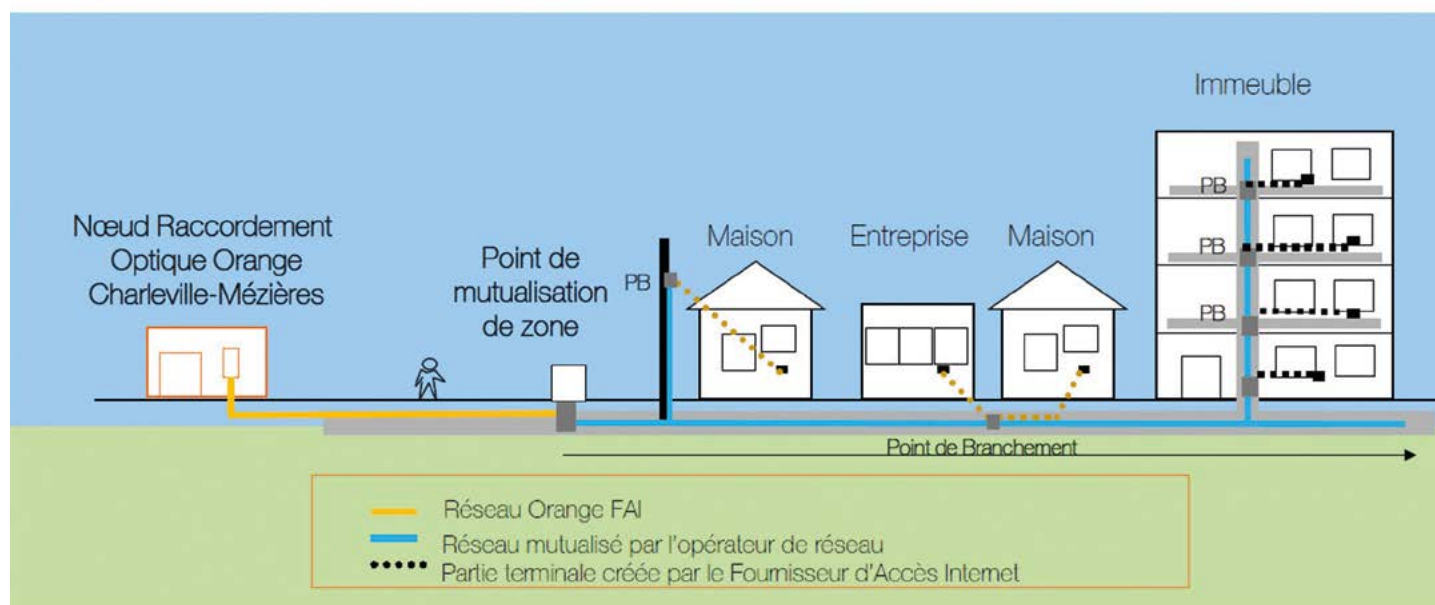 Immeuble
Nœud Raccordement
Optique Orange
Charleville-Mézières
Point de
mutualisation
de zone
PB
Maison
Entreprise
Maison
PB
PB
PB
Point de Branchement
Réseau Orange FAI
Réseau mutualisé par l'opérateur de réseau
Partie terminale créée par le Fournisseur d'Accès Internet